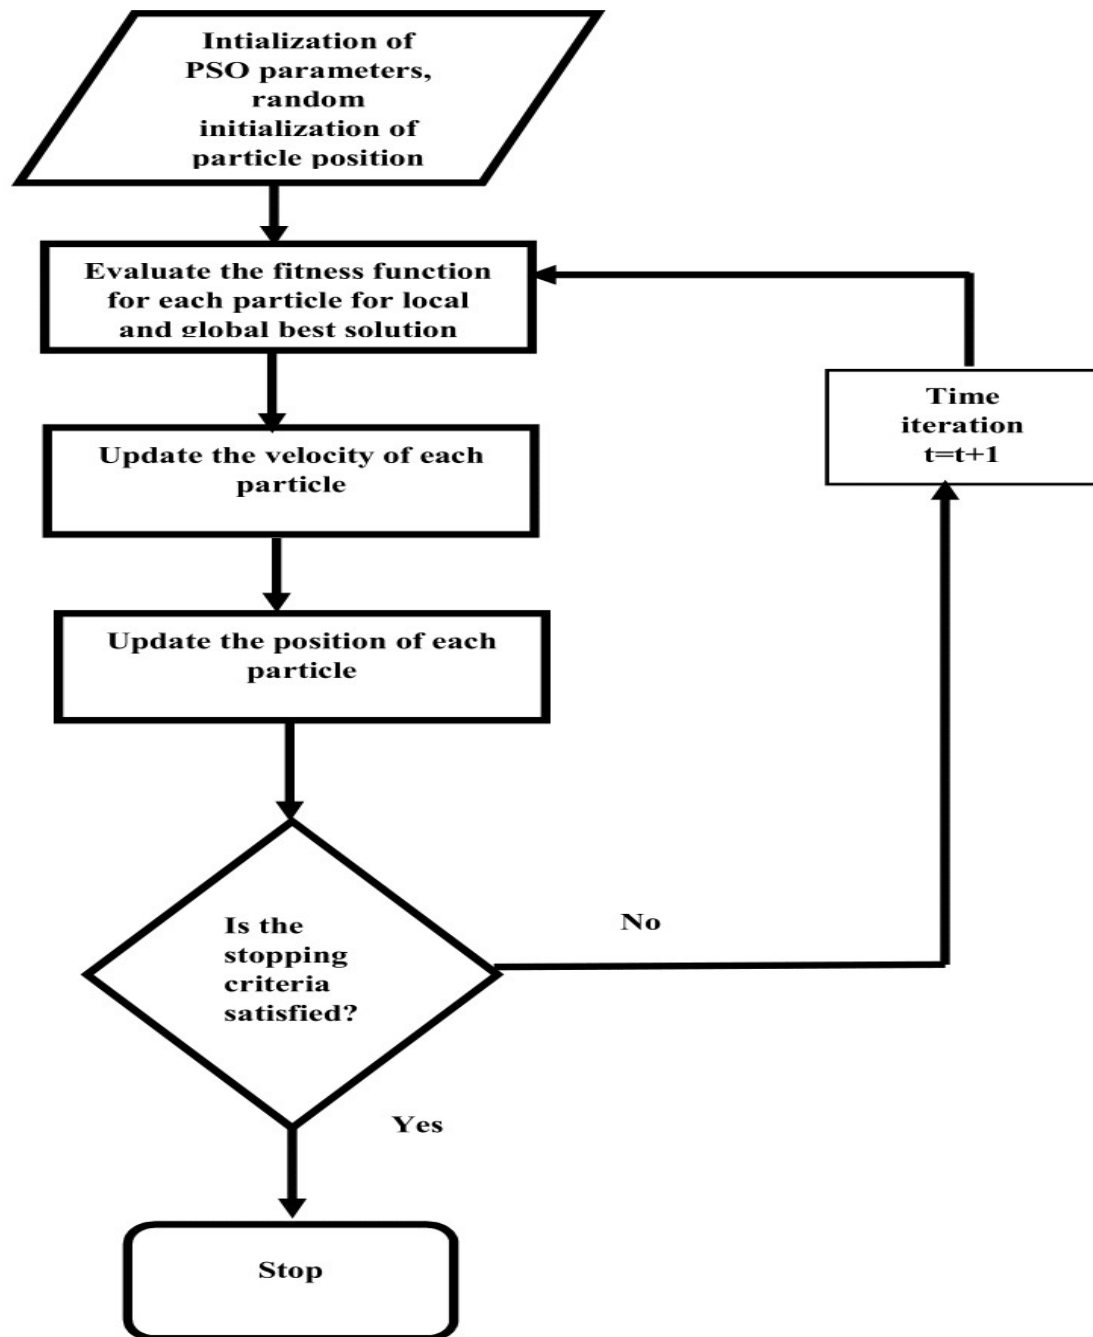 Intialization of
PSO parameters,
random
initialization of
particle position
Evaluate the fitness function
for each particle for local
and global best solution
Time
iteration
t=t+1
Update the velocity of each
particle
Update the position of each
particle
Is the
stopping
criteria
satisfied?
No
Yes
Stop